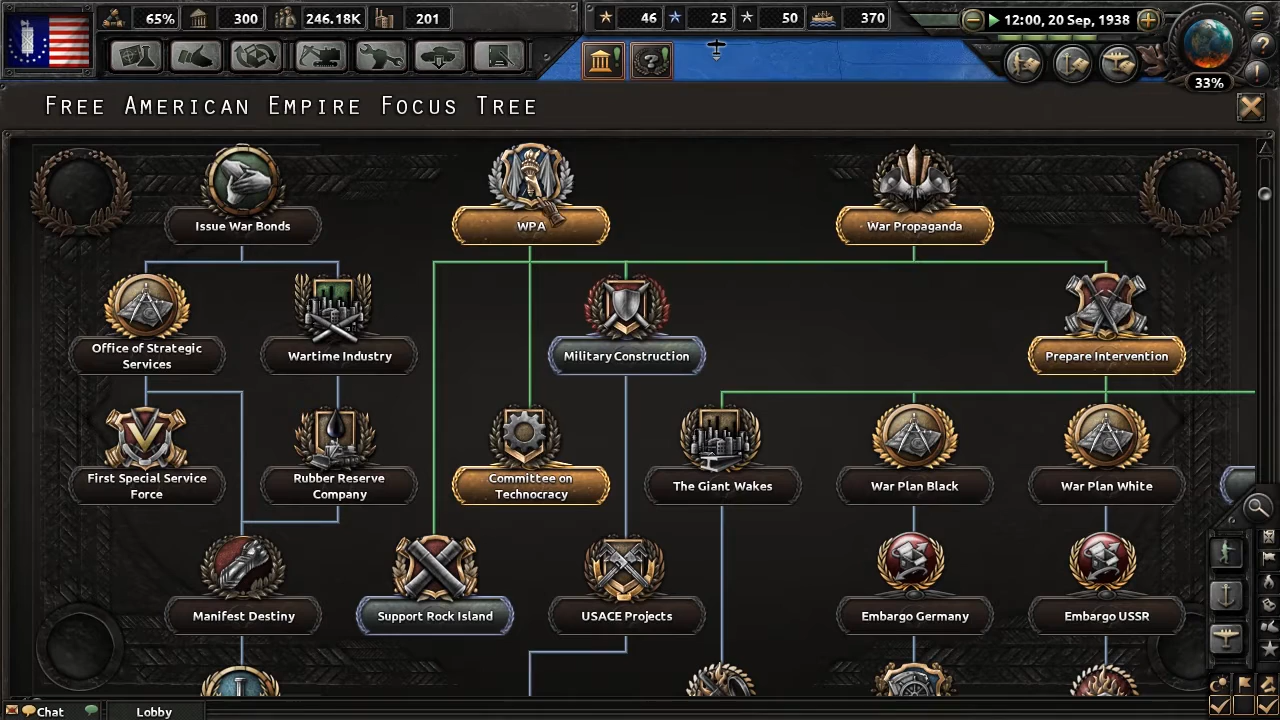 65%
300
246.18K
201
46
25
50
370
12:00, 20 Sep, 1938
33%
Free American Empire Focus Tree
Issue War Bonds
WPA
War Propaganda
Office of Strategic
Services
Wartime Industry
Military Construction
Prepare Intervention
First Special Service
Force
Rubber Reserve
Company
Committee on
Technocracy
The Giant Wakes
War Plan Black
War Plan White
Manifest Destiny
Support Rock Island
USACE Projects
Embargo Germany
Embargo USSR
Chat
Lobby